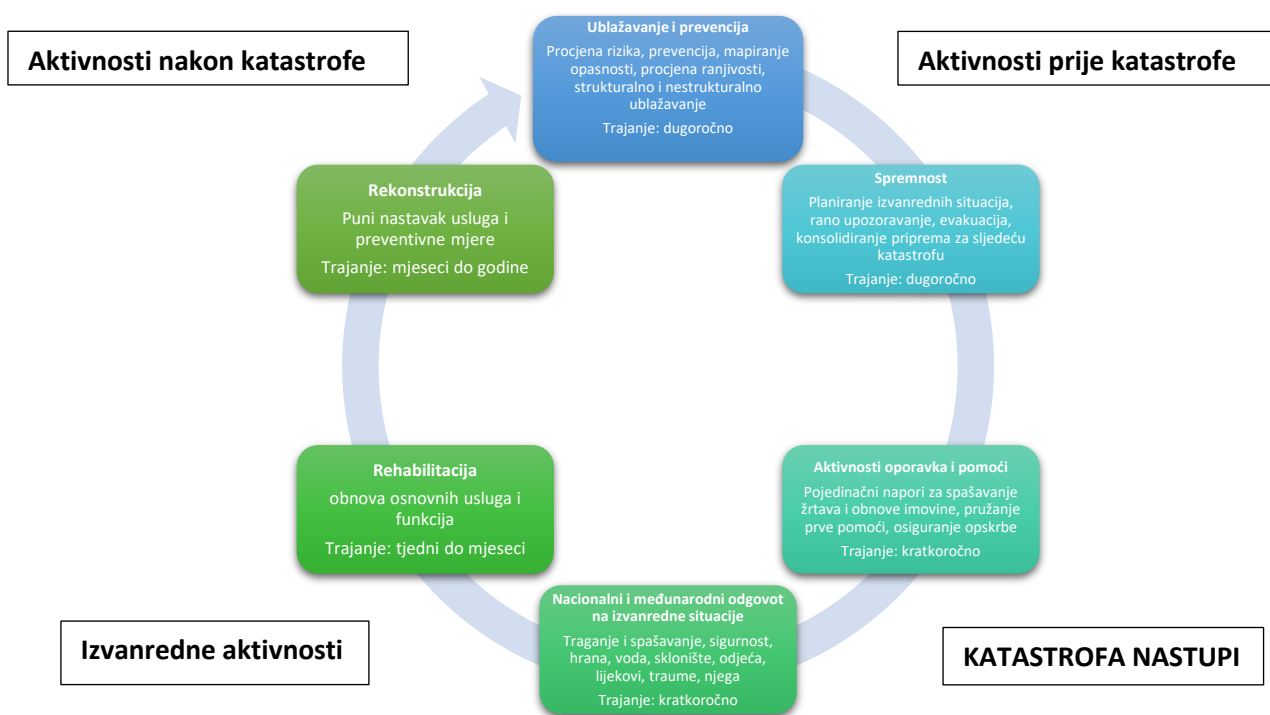 Aktivnosti nakon katastrofe
Ublažavanje i prevencija
Procjena rizika, prevencija, mapiranje
opasnosti, procjena ranjivosti,
strukturalno i nestrukturalno
ublažavanje
Trajanje: dugoročno
Aktivnosti prije katastrofe
Spremnost
Planiranje izvanrednih situacija,
rano upozoravanje, evakuacija,
konsolidiranje priprema za sljedeću
katastrofu
Trajanje: dugoročno
Rekonstrukcija
Puni nastavak usluga i
preventivne mjere
Trajanje: mjeseci do godine
Aktivnosti oporavka i pomoći
Pojedinačni napori za spašavanje
žrtava i obnove imovine, pružanje
prve pomoći, osiguranje opskrbe
Trajanje: kratkoročno
Rehabilitacija
obnova osnovnih usluga i
funkcija
Trajanje: tjedni do mjeseci
Nacionalni i međunarodni odgovot
na izvanredne situacije
Traganje i spašavanje, sigurnost,
hrana, voda, sklonište, odjeća,
lijekovi, traume, njega
Trajanje: kratkoročno
Izvanredne aktivnosti
KATASTROFA NASTUPI